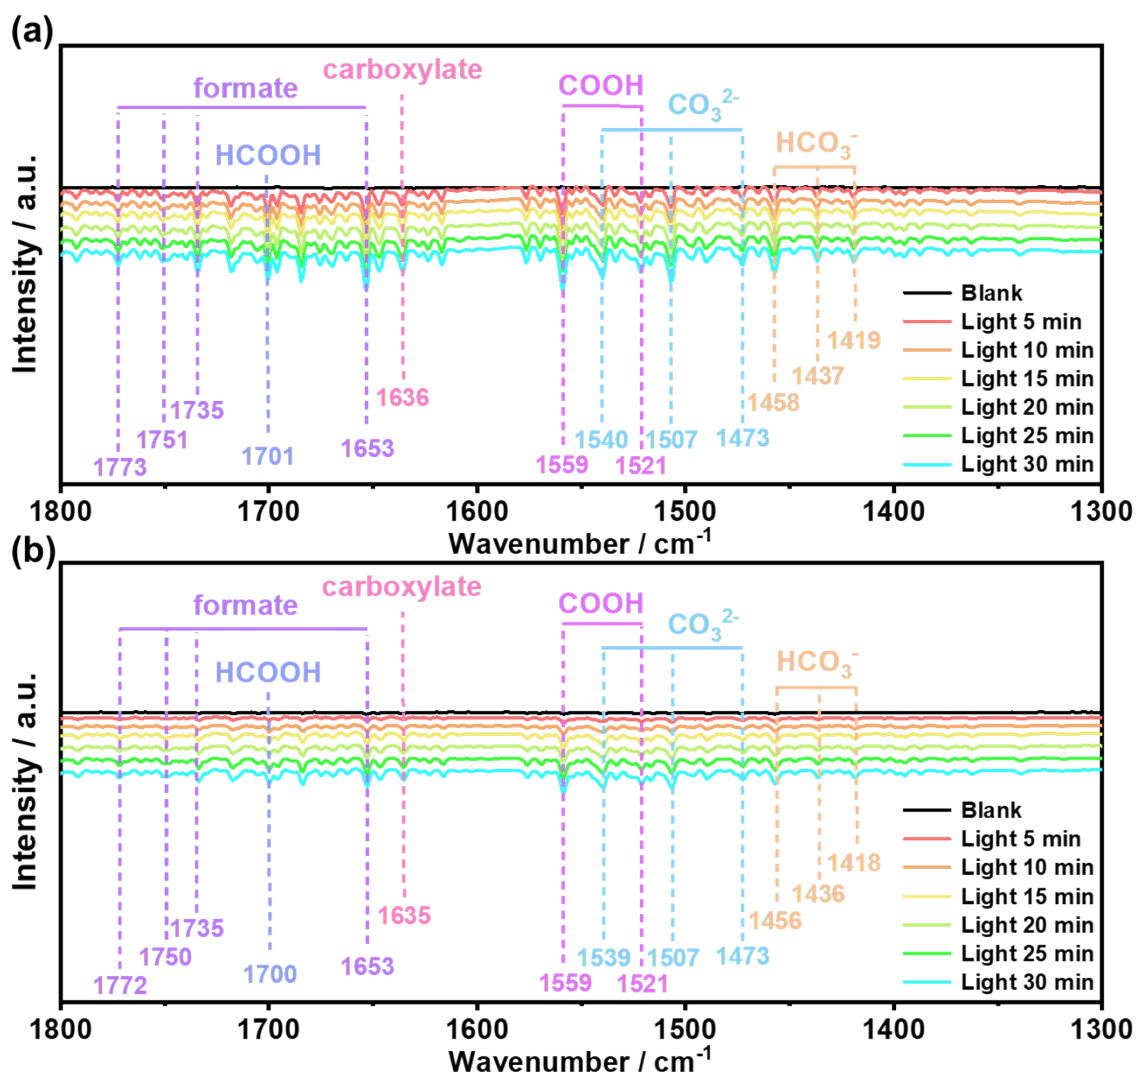 (a)
carboxylate
formate
COOH
CO₃²⁻
HCOOH
HCO₃⁻
Intensity / a.u.
Blank
Light 5 min
Light 10 min
Light 15 min
Light 20 min
Light 25 min
Light 30 min
1773
1751
1735
1701
1653
1636
1559
1540
1521
1507
1473
1458
1437
1419
1800
1700
1600
1500
1400
1300
Wavenumber / cm⁻¹
(b)
carboxylate
formate
COOH
CO₃²⁻
HCOOH
HCO₃⁻
Intensity / a.u.
Blank
Light 5 min
Light 10 min
Light 15 min
Light 20 min
Light 25 min
Light 30 min
1772
1750
1735
1700
1653
1635
1559
1539
1521
1507
1473
1456
1436
1418
1800
1700
1600
1500
1400
1300
Wavenumber / cm⁻¹